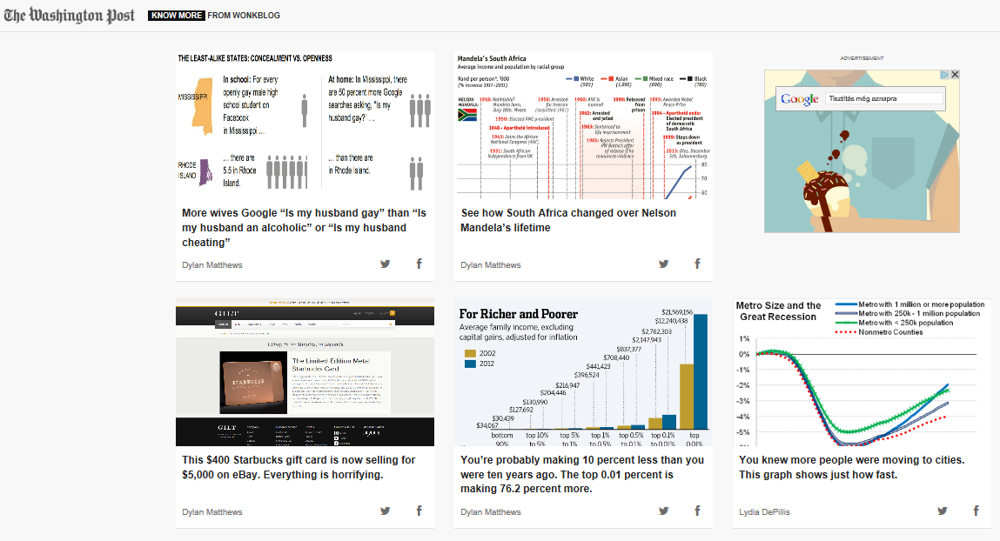 The Washington Post
KNOW MORE FROM WONKBLOG
THE LEAST-ALIKE STATES: CONCEALMENT VS. OPENNESS
MISSISSIPPI
In school: For every
openly gay male high
school student on
Facebook
in Mississippi ...
At home: In Mississippi, there
are 50 percent more Google
searches asking, "Is my
husband gay?" ...
RHODE
ISLAND
... there are
5.5 in Rhode
Island.
... than there are
in Rhode Island.
More wives Google “Is my husband gay” than “Is
my husband an alcoholic” or “Is my husband
cheating”
Dylan Matthews
Mandela's South Africa
Average income and population by racial group
Rand per person*, '000
(% increase 1917–2011)
White
(502)
Asian
(1,892)
Mixed race
(600)
Black
(760)
NELSON
MANDELA:
1918: Rolihlahla
Mandela born,
July 18th, Mvezo
1956: Arrested
for treason
(acquitted 1961)
1960: ANC is
banned
1990: Released
from
prison
1993: Awarded Nobel
Peace Prize
1950: Elected ANC president
1962: Arrested
and jailed
1994 - Apartheid ends:
Elected president
of democratic
South Africa
1948 - Apartheid introduced
1943: Joins the African
National Congress (ANC)
1963: Sentenced to
life imprisonment
1985: Rejects President
PW Botha's offer
of release if he
renounces violence
1999: Steps down
as president
1931: South African
independence from UK
2013: Dies, December
5th, Johannesburg
80
70
60
See how South Africa changed over Nelson
Mandela’s lifetime
Dylan Matthews
ADVERTISEMENT
Google
Tisztítás még aznapra
GILT
The Limited Edition Metal
Starbucks Card
STARBUCKS
GILT
This $400 Starbucks gift card is now selling for
$5,000 on eBay. Everything is horrifying.
Dylan Matthews
For Richer and Poorer
Average family income, excluding
capital gains, adjusted for inflation
2002
2012
$21,569,156
$12,240,438
$2,782,303
$2,147,943
$837,377
$708,440
$441,423
$396,524
$216,947
$204,446
$130,990
$127,692
$30,439
$34,067
bottom
90%
top 10%
to 5%
top 5%
to 1%
top 1%
to 0.5%
top 0.5%
to 0.1%
top 0.1%
to 0.01%
top
0.01%
You’re probably making 10 percent less than you
were ten years ago. The top 0.01 percent is
making 76.2 percent more.
Dylan Matthews
Metro Size and the
Great Recession
Metro with 1 million or more population
Metro with 250k - 1 million population
Metro with < 250k population
Nonmetro Counties
1%
0%
-1%
-2%
-3%
-4%
-5%
You knew more people were moving to cities.
This graph shows just how fast.
Lydia DePillis